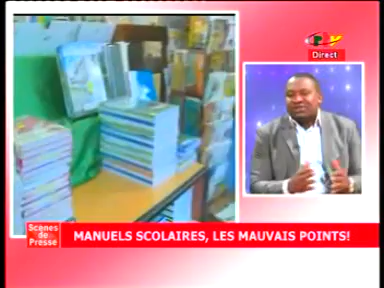 Direct
Scenes
de
Presse
MANUELS SCOLAIRES, LES MAUVAIS POINTS!